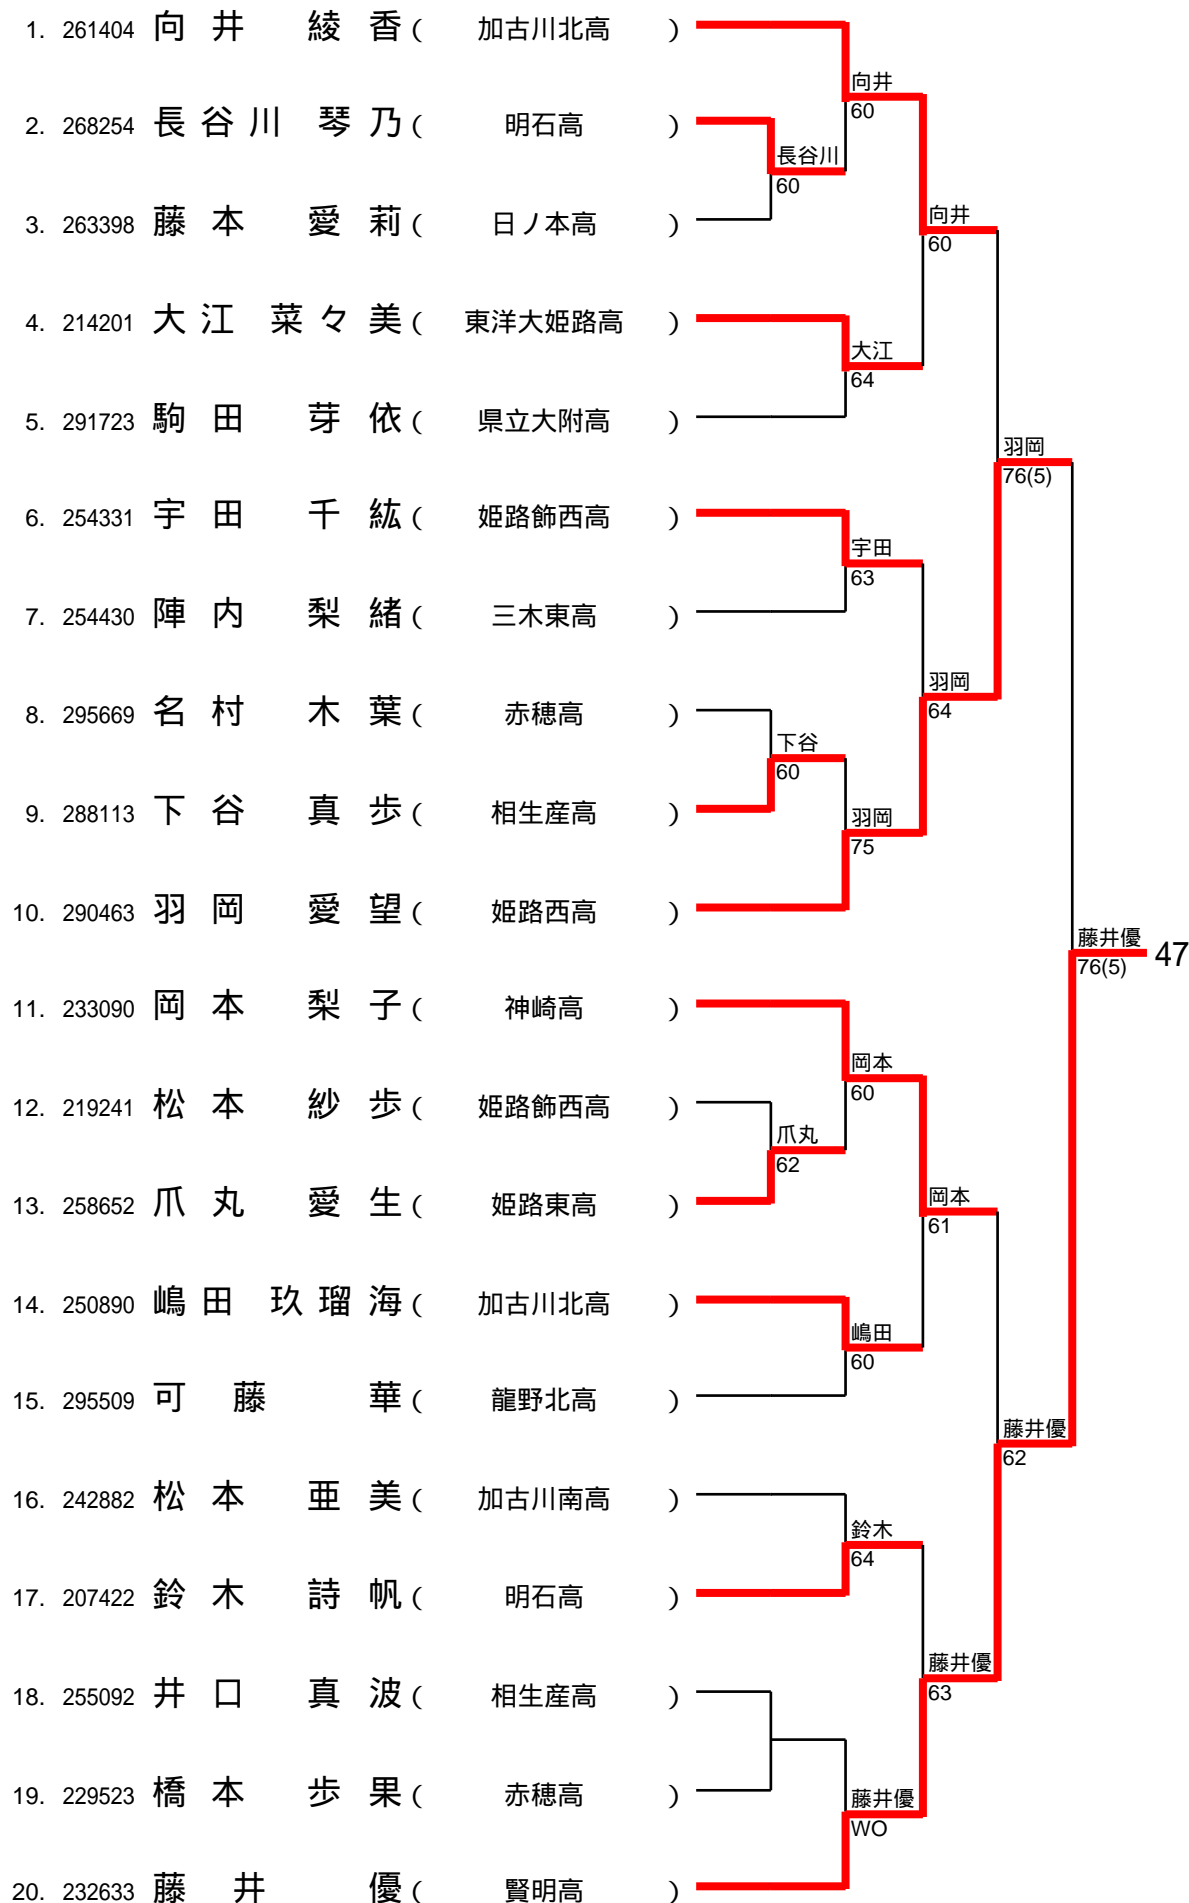 1. 261404 向井 綾香 ( 加古川北高 )
向井
60
2. 268254 長谷川 琴乃 ( 明石高 )
長谷川
60
3. 263398 藤本 愛莉 ( 日ノ本高 )
向井
60
4. 214201 大江 菜々美 ( 東洋大姫路高 )
大江
64
5. 291723 駒田 芽依 ( 県立大附高 )
羽岡
76(5)
6. 254331 宇田 千紘 ( 姫路飾西高 )
宇田
63
7. 254430 陣内 梨緒 ( 三木東高 )
羽岡
64
8. 295669 名村 木葉 ( 赤穂高 )
下谷
60
9. 288113 下谷 真歩 ( 相生産高 )
羽岡
75
10. 290463 羽岡 愛望 ( 姫路西高 )
藤井優
76(5)
47
11. 233090 岡本 梨子 ( 神崎高 )
岡本
60
12. 219241 松本 紗歩 ( 姫路飾西高 )
爪丸
62
13. 258652 爪丸 愛生 ( 姫路東高 )
岡本
61
14. 250890 嶋田 玖瑠海 ( 加古川北高 )
嶋田
60
15. 295509 可藤 華 ( 龍野北高 )
藤井優
62
16. 242882 松本 亜美 ( 加古川南高 )
鈴木
64
17. 207422 鈴木 詩帆 ( 明石高 )
藤井優
63
18. 255092 井口 真波 ( 相生産高 )
19. 229523 橋本 歩果 ( 赤穂高 )
藤井優
WO
20. 232633 藤井 優 ( 賢明高 )